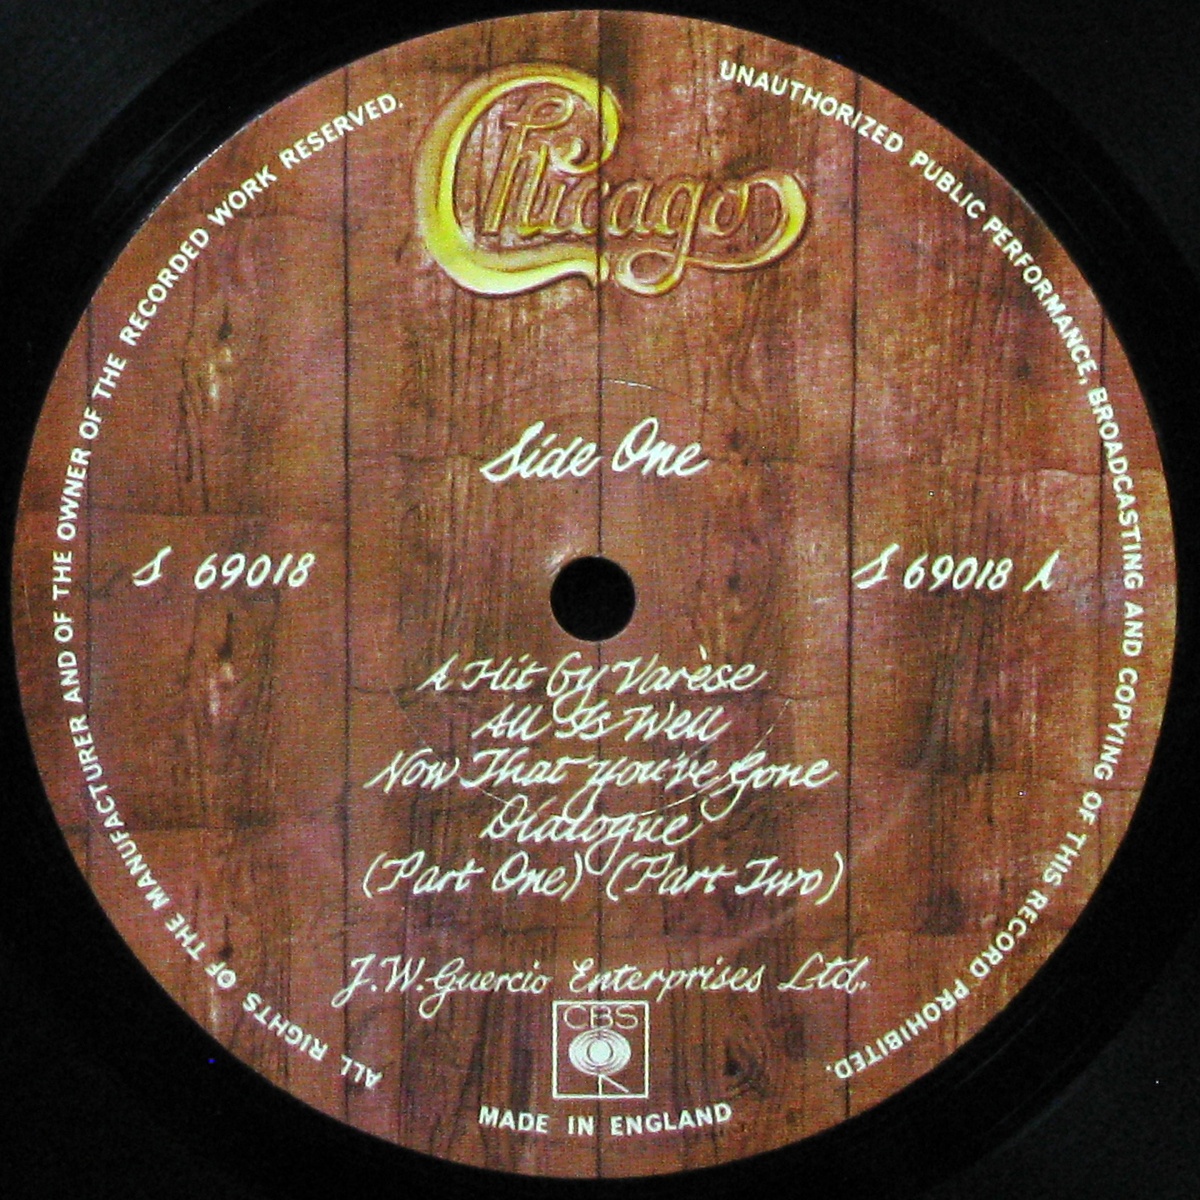 Chicago
ALL RIGHTS OF THE MANUFACTURER AND OF THE OWNER OF THE RECORDED WORK RESERVED.
UNAUTHORIZED PUBLIC PERFORMANCE, BROADCASTING AND COPYING OF THIS RECORD PROHIBITED.
Side One
S 69018
S 69018 A
A Hit by Varèse
All Is Well
Now That You've Gone
Dialogue
(Part One) (Part Two)
J.W. Guercio Enterprises Ltd.
CBS
MADE IN ENGLAND